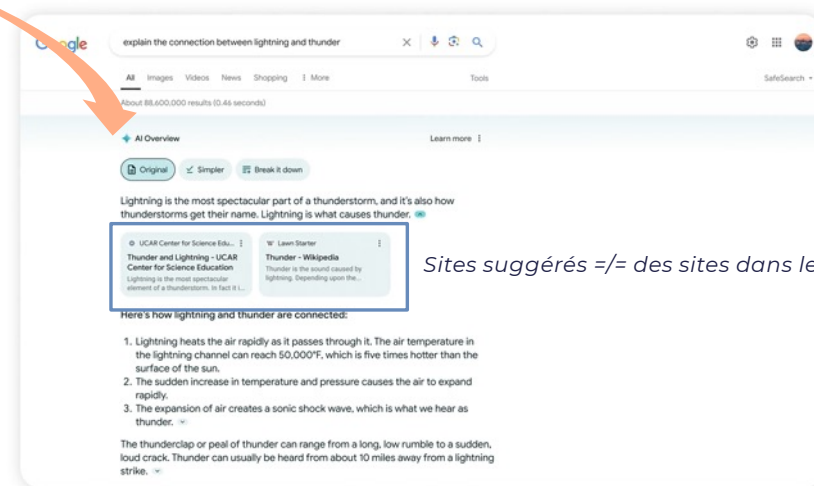 Google
explain the connection between lightning and thunder
All Images Videos News Shopping More Tools
SafeSearch
About 88,600,000 results (0.46 seconds)
AI Overview
Learn more
Original Simpler Break it down
Lightning is the most spectacular part of a thunderstorm, and it's also how
thunderstorms get their name. Lightning is what causes thunder.
UCAR Center for Science Edu...
Thunder and Lightning - UCAR
Center for Science Education
Lightning is the most spectacular
element of a thunderstorm. In fact it i...
W Lawn Starter
Thunder - Wikipedia
Thunder is the sound caused by
lightning. Depending upon the...
Sites suggérés =/= des sites dans le
Here's how lightning and thunder are connected:
1. Lightning heats the air rapidly as it passes through it. The air temperature in
the lightning channel can reach 50,000°F, which is five times hotter than the
surface of the sun.
2. The sudden increase in temperature and pressure causes the air to expand
rapidly.
3. The expansion of air creates a sonic shock wave, which is what we hear as
thunder.
The thunderclap or peal of thunder can range from a long, low rumble to a sudden,
loud crack. Thunder can usually be heard from about 10 miles away from a lightning
strike.